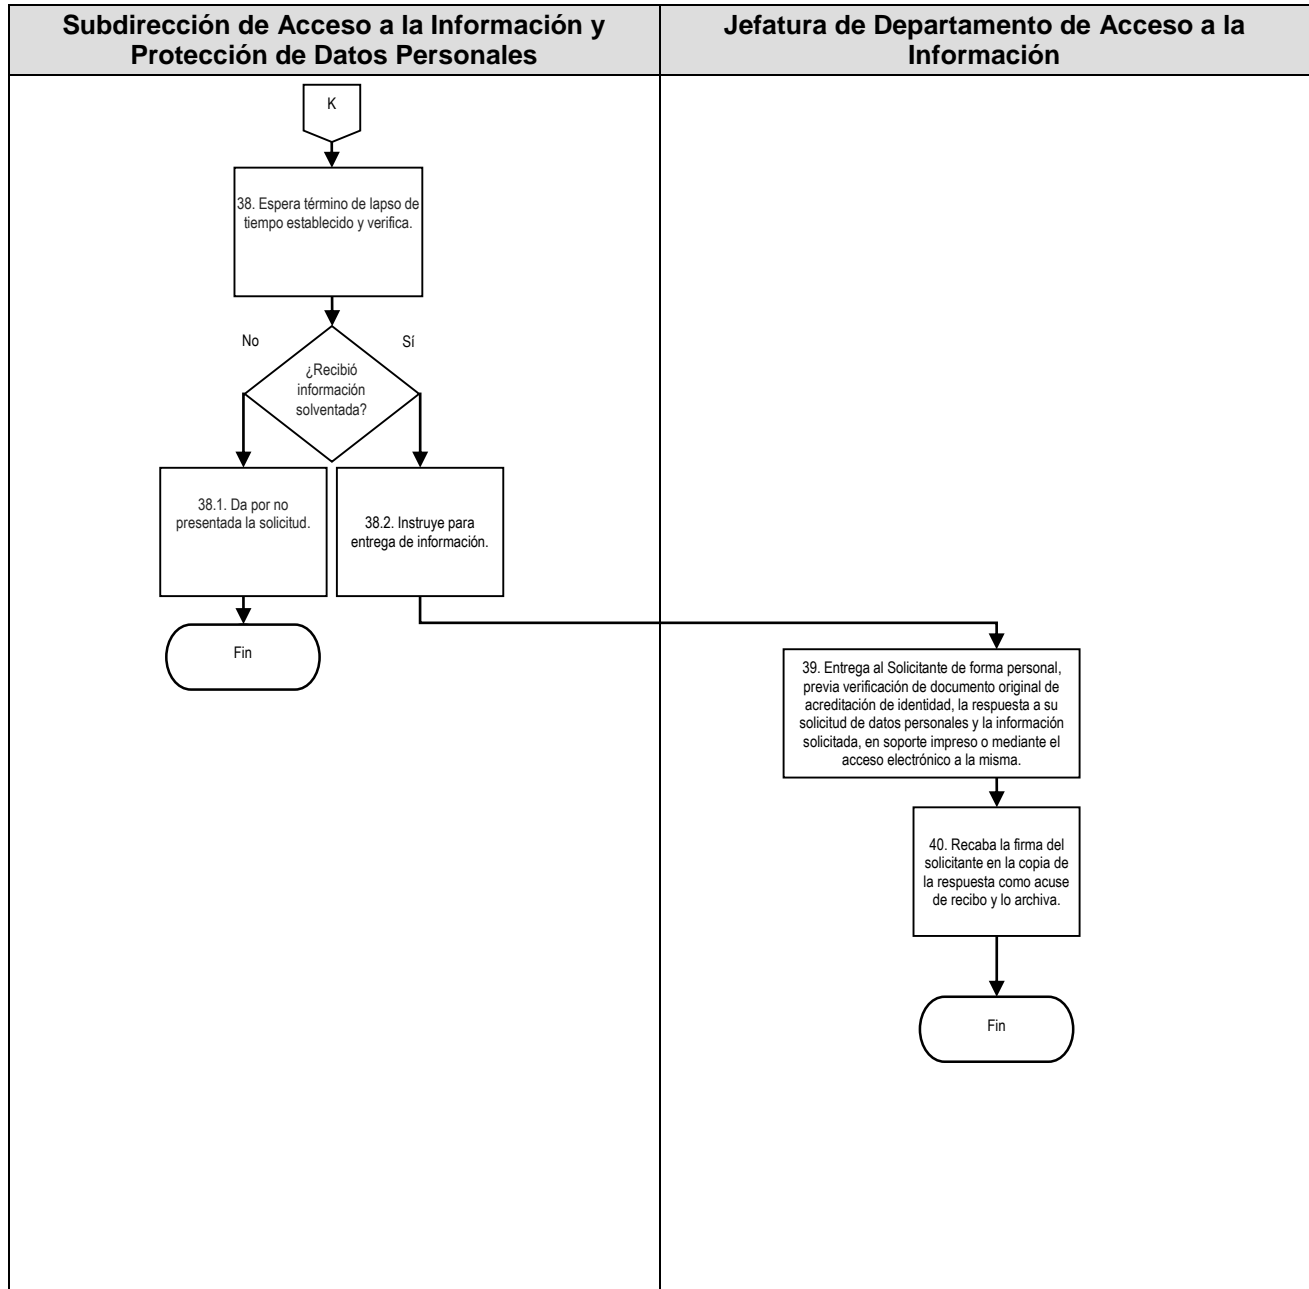 Subdirección de Acceso a la Información y
Protección de Datos Personales
Jefatura de Departamento de Acceso a la
Información
K
38. Espera término de lapso de
tiempo establecido y verifica.
No
Sí
¿Recibió
información
solventada?
38.1. Da por no
presentada la solicitud.
38.2. Instruye para
entrega de información.
Fin
39. Entrega al Solicitante de forma personal,
previa verificación de documento original de
acreditación de identidad, la respuesta a su
solicitud de datos personales y la información
solicitada, en soporte impreso o mediante el
acceso electrónico a la misma.
40. Recaba la firma del
solicitante en la copia de
la respuesta como acuse
de recibo y lo archiva.
Fin